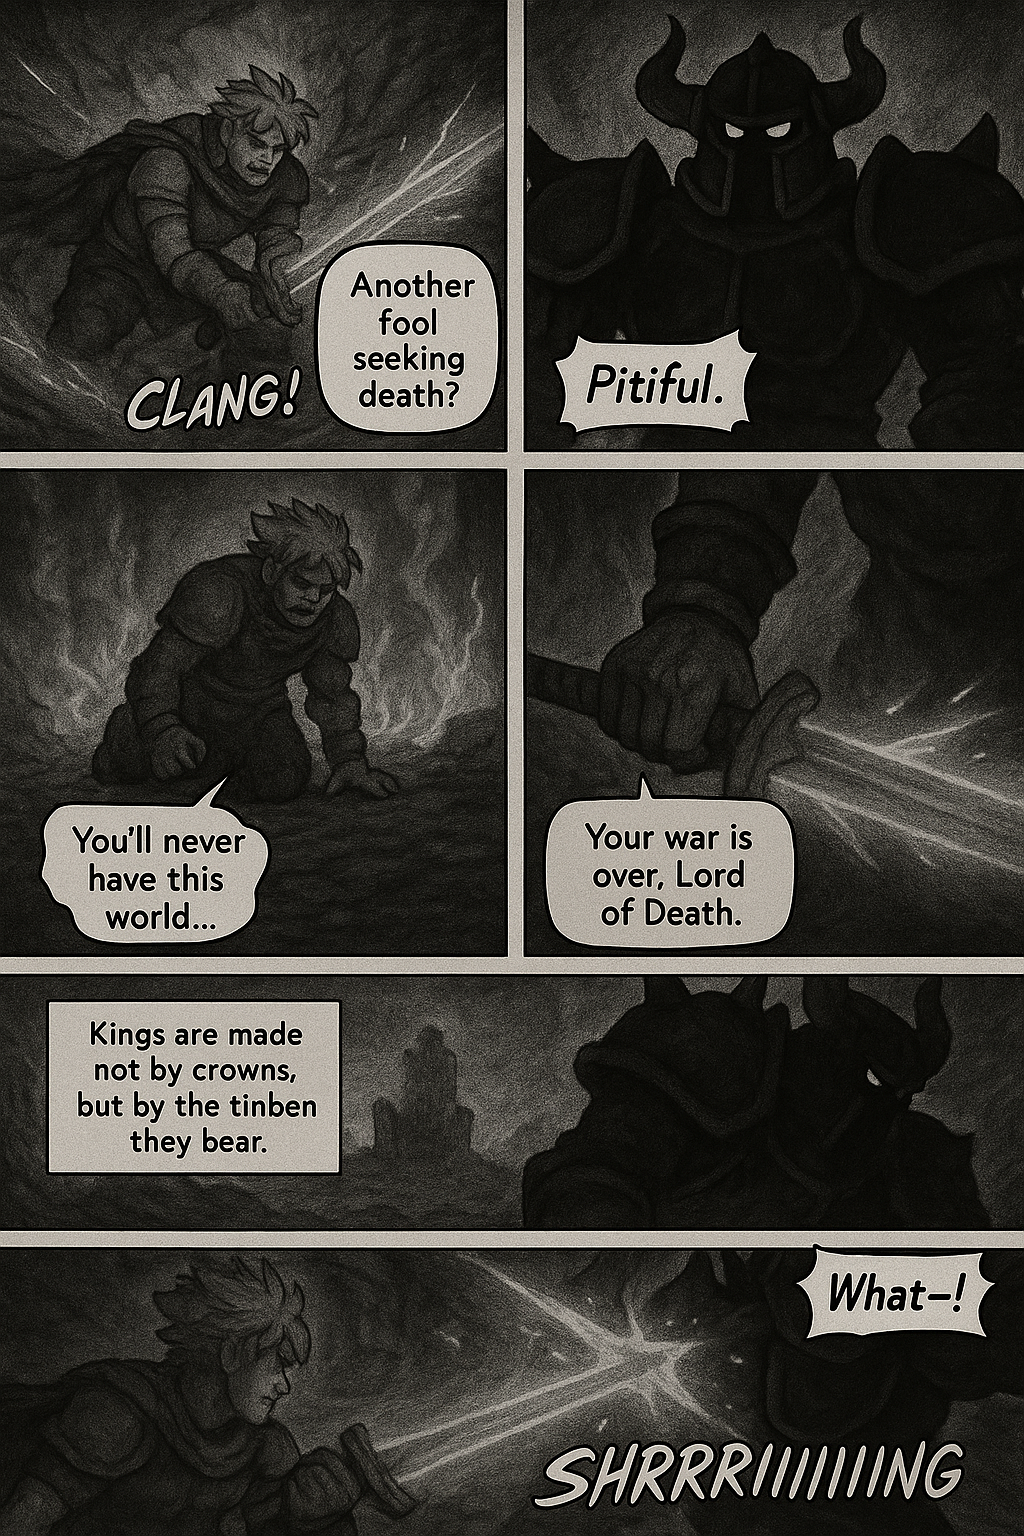 Another
fool
seeking
death?
CLANG!
Pitiful.
You'll never
have this
world...
Your war is
over, Lord
of Death.
Kings are made
not by crowns,
but by the tinben
they bear.
What–!
SHRRRIIIIIIING